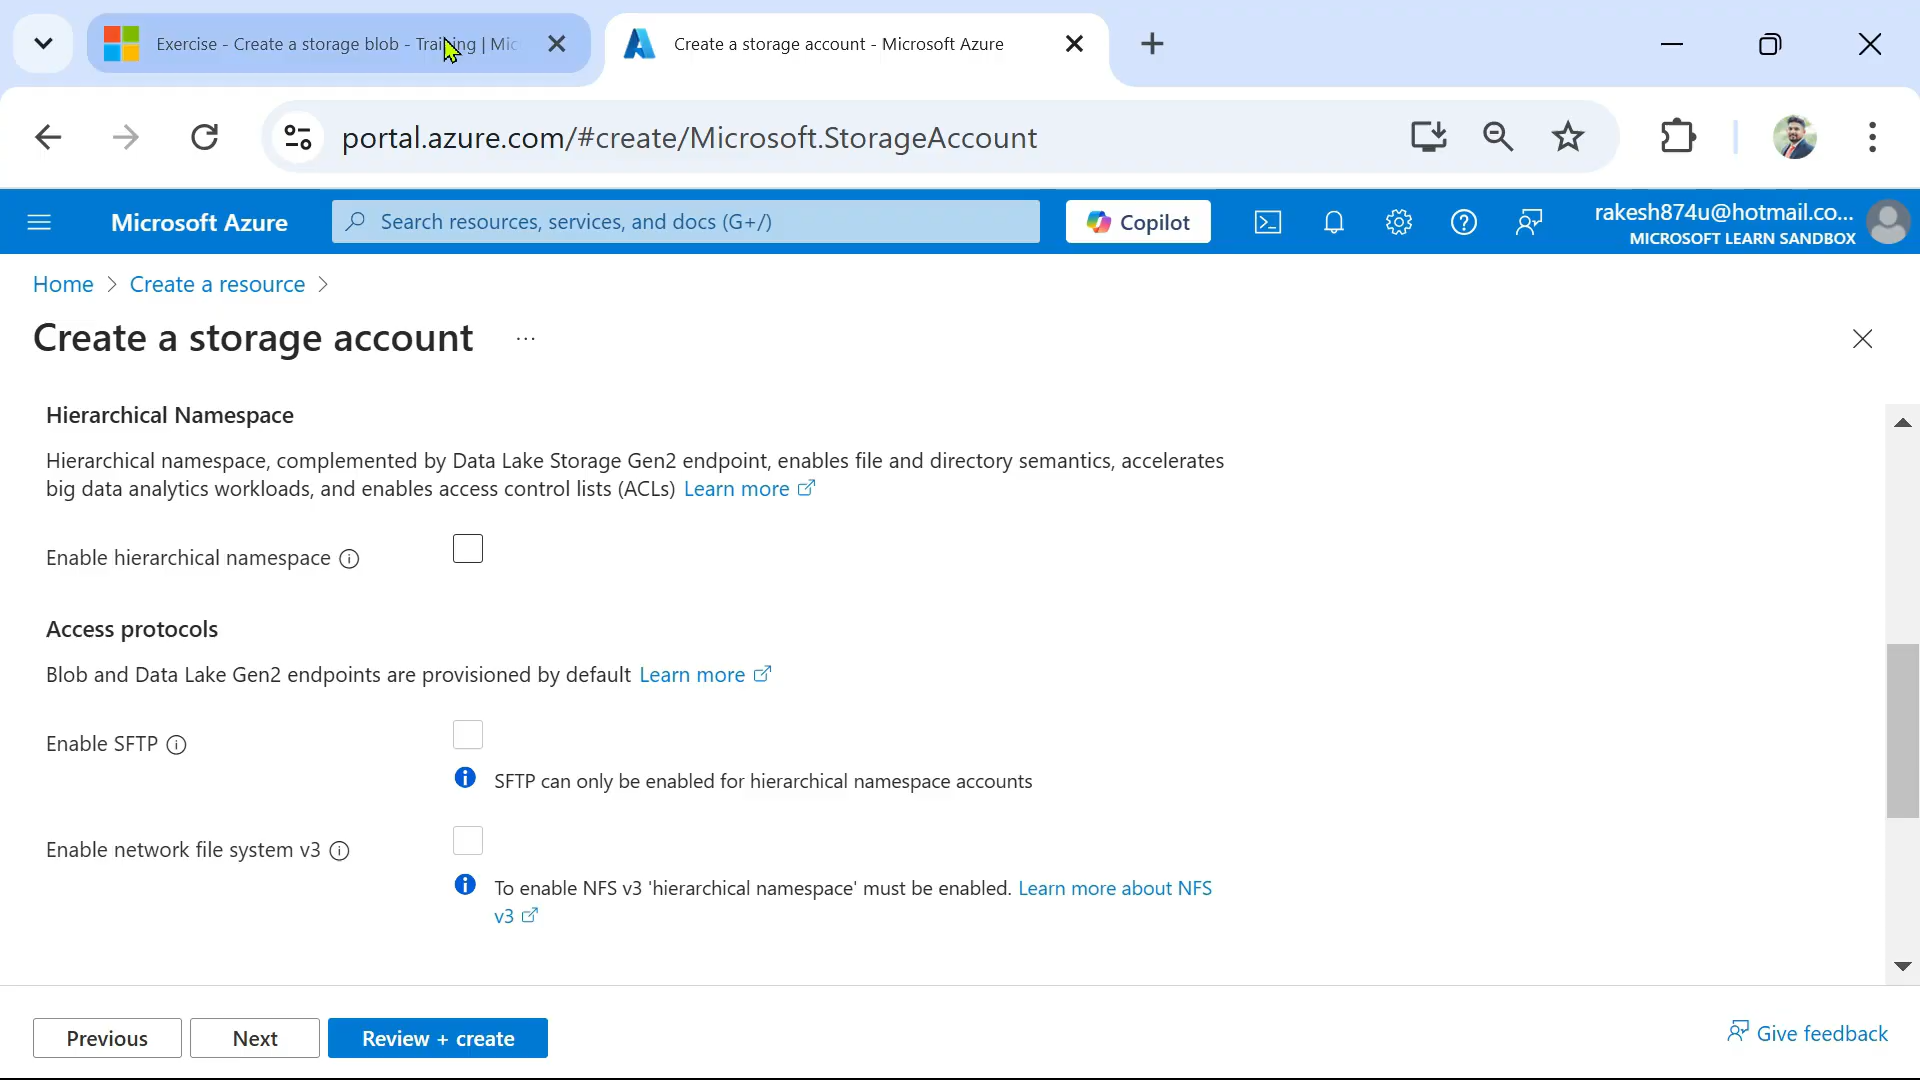 Exercise - Create a storage blob - Training | Mic
Create a storage account - Microsoft Azure
portal.azure.com/#create/Microsoft.StorageAccount
Microsoft Azure
Search resources, services, and docs (G+/)
Copilot
rakesh874u@hotmail.co...
MICROSOFT LEARN SANDBOX
Home > Create a resource >
Create a storage account ...
Hierarchical Namespace
Hierarchical namespace, complemented by Data Lake Storage Gen2 endpoint, enables file and directory semantics, accelerates
big data analytics workloads, and enables access control lists (ACLs) Learn more
Enable hierarchical namespace
Access protocols
Blob and Data Lake Gen2 endpoints are provisioned by default Learn more
Enable SFTP
SFTP can only be enabled for hierarchical namespace accounts
Enable network file system v3
To enable NFS v3 'hierarchical namespace' must be enabled. Learn more about NFS
v3
Previous
Next
Review + create
Give feedback